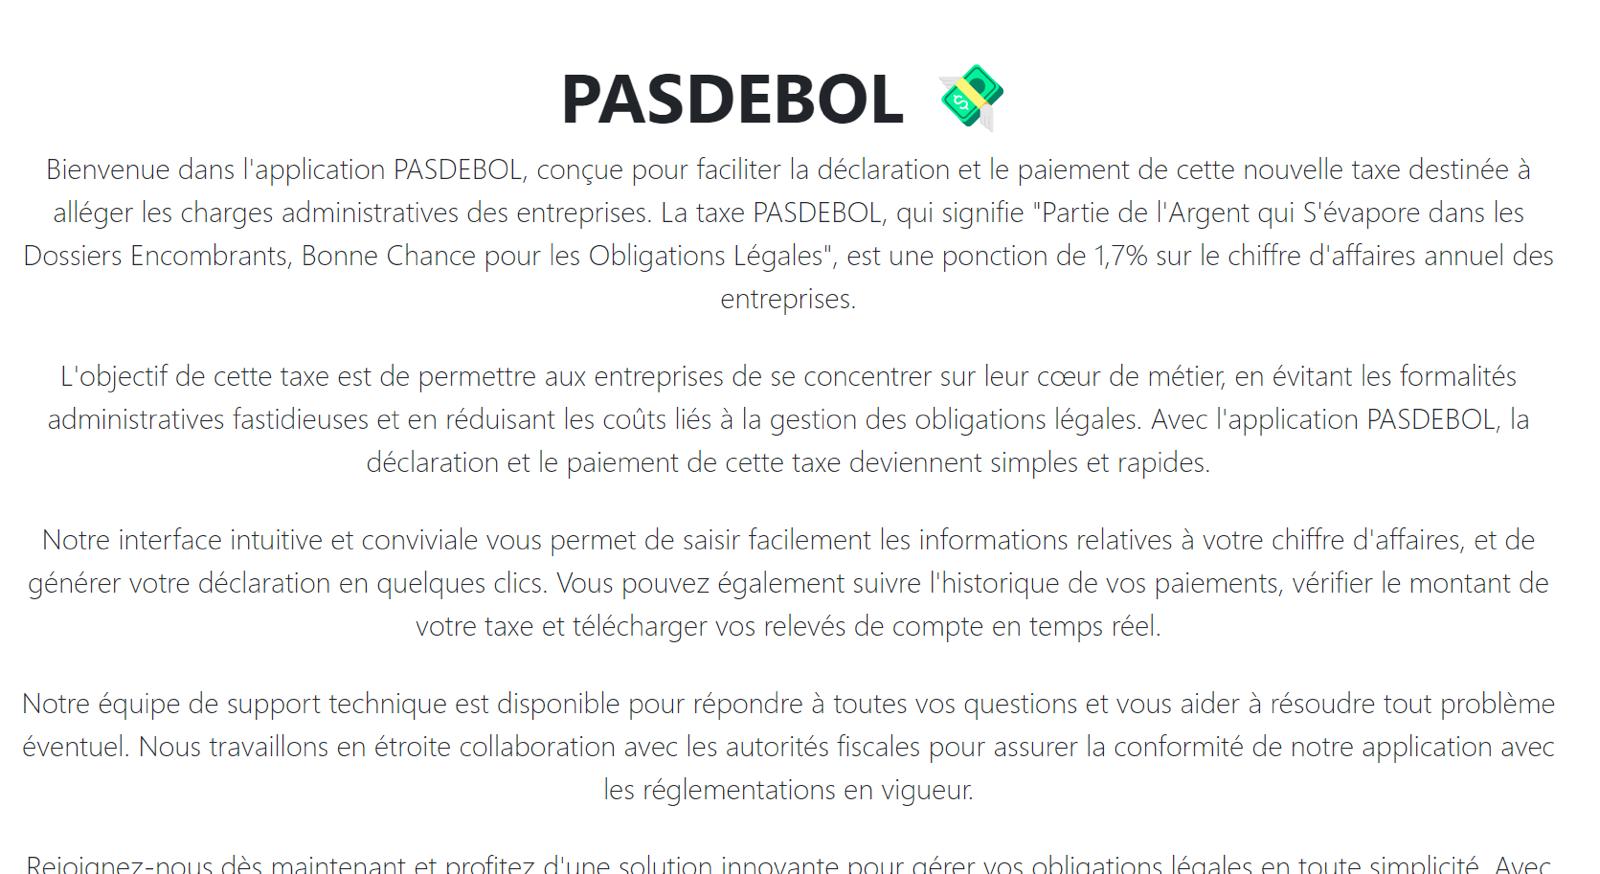 PASDEBOL 💸
Bienvenue dans l'application PASDEBOL, conçue pour faciliter la déclaration et le paiement de cette nouvelle taxe destinée à
alléger les charges administratives des entreprises. La taxe PASDEBOL, qui signifie "Partie de l'Argent qui S'évapore dans les
Dossiers Encombrants, Bonne Chance pour les Obligations Légales", est une ponction de 1,7% sur le chiffre d'affaires annuel des
entreprises.
L'objectif de cette taxe est de permettre aux entreprises de se concentrer sur leur cœur de métier, en évitant les formalités
administratives fastidieuses et en réduisant les coûts liés à la gestion des obligations légales. Avec l'application PASDEBOL, la
déclaration et le paiement de cette taxe deviennent simples et rapides.
Notre interface intuitive et conviviale vous permet de saisir facilement les informations relatives à votre chiffre d'affaires, et de
générer votre déclaration en quelques clics. Vous pouvez également suivre l'historique de vos paiements, vérifier le montant de
votre taxe et télécharger vos relevés de compte en temps réel.
Notre équipe de support technique est disponible pour répondre à toutes vos questions et vous aider à résoudre tout problème
éventuel. Nous travaillons en étroite collaboration avec les autorités fiscales pour assurer la conformité de notre application avec
les réglementations en vigueur.
Rejoignez-nous dès maintenant et profitez d'une solution innovante pour gérer vos obligations légales en toute simplicité. Avec